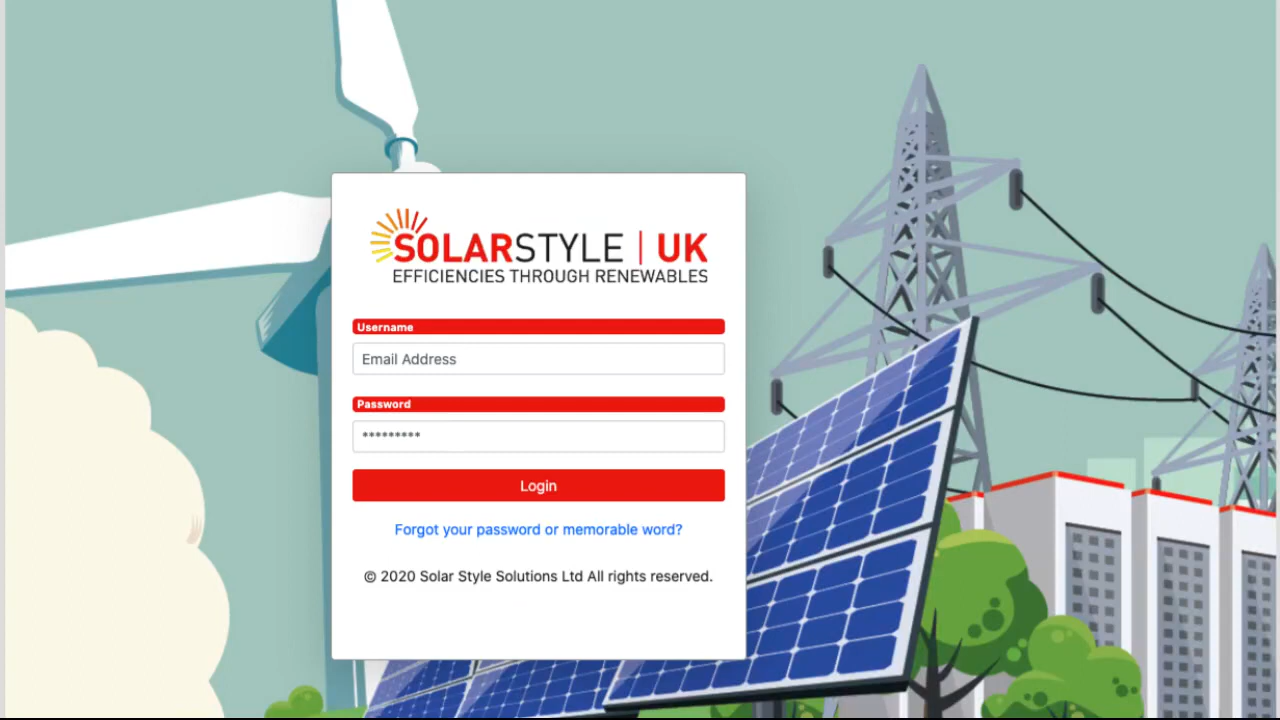 SOLARSTYLE | UK
EFFICIENCIES THROUGH RENEWABLES
Username
Email Address
Password
*********
Login
Forgot your password or memorable word?
© 2020 Solar Style Solutions Ltd All rights reserved.